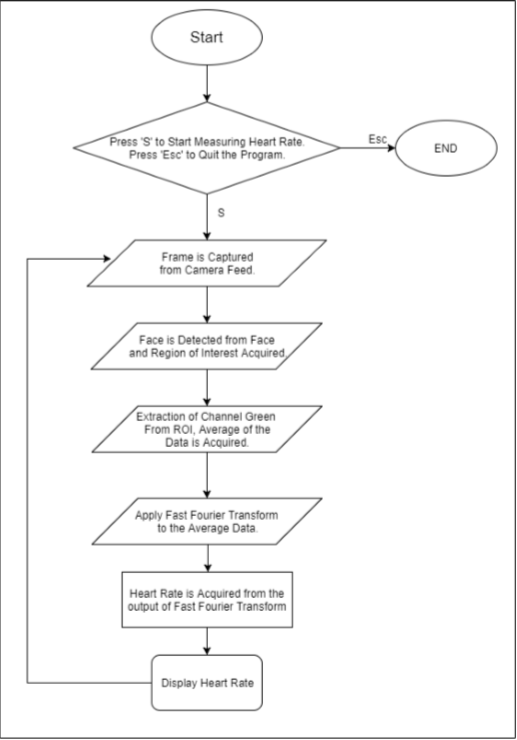 Start
Press 'S' to Start Measuring Heart Rate.
Press 'Esc' to Quit the Program.
Esc
END
S
Frame is Captured
from Camera Feed.
Face is Detected from Face
and Region of Interest Acquired.
Extraction of Channel Green
From ROI, Average of the
Data is Acquired.
Apply Fast Fourier Transform
to the Average Data.
Heart Rate is Acquired from the
output of Fast Fourier Transform
Display Heart Rate